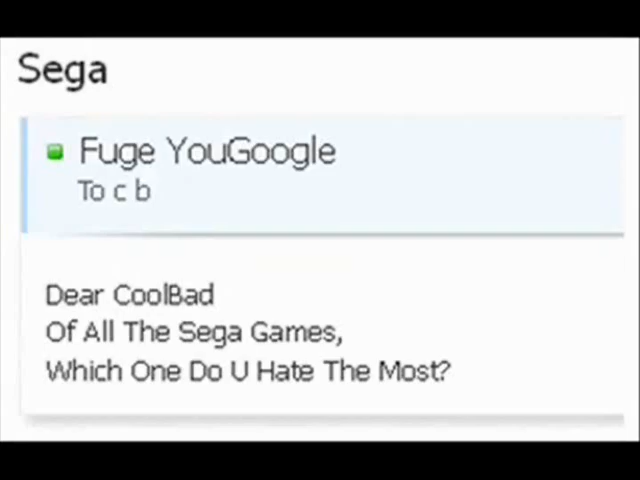 Sega
Fuge YouGoogle
To c b
Dear CoolBad
Of All The Sega Games,
Which One Do U Hate The Most?